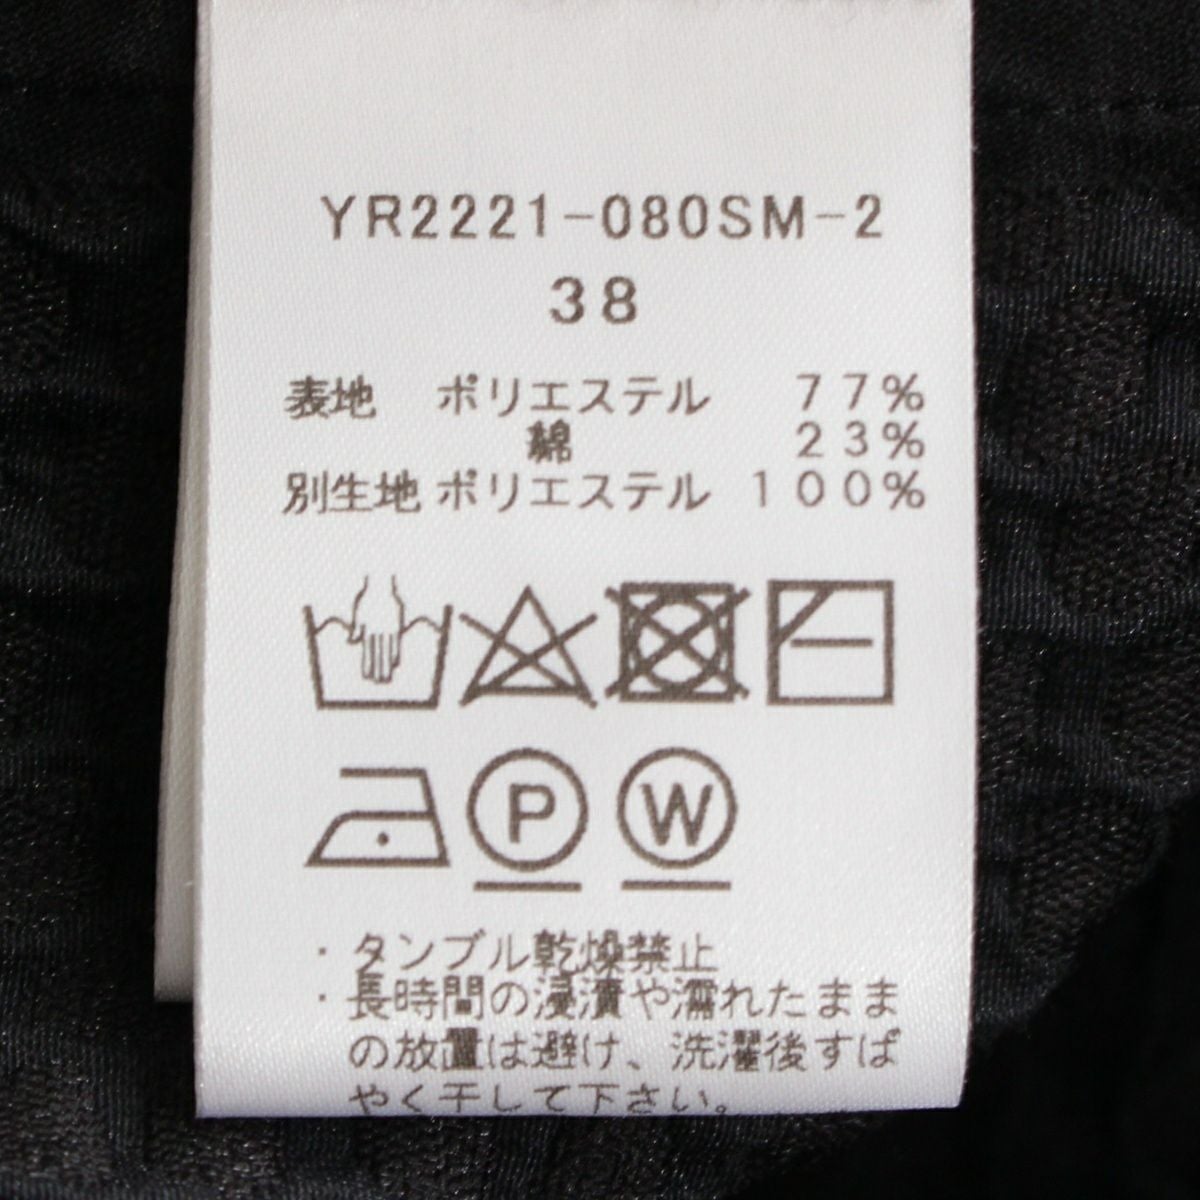 YR2221-080SM-2
38
表地 ポリエステル 77%
綿 23%
別生地 ポリエステル 100%
P W
・タンブル乾燥禁止
・長時間の浸漬や濡れたまま
の放置は避け、洗濯後すば
やく干して下さい。